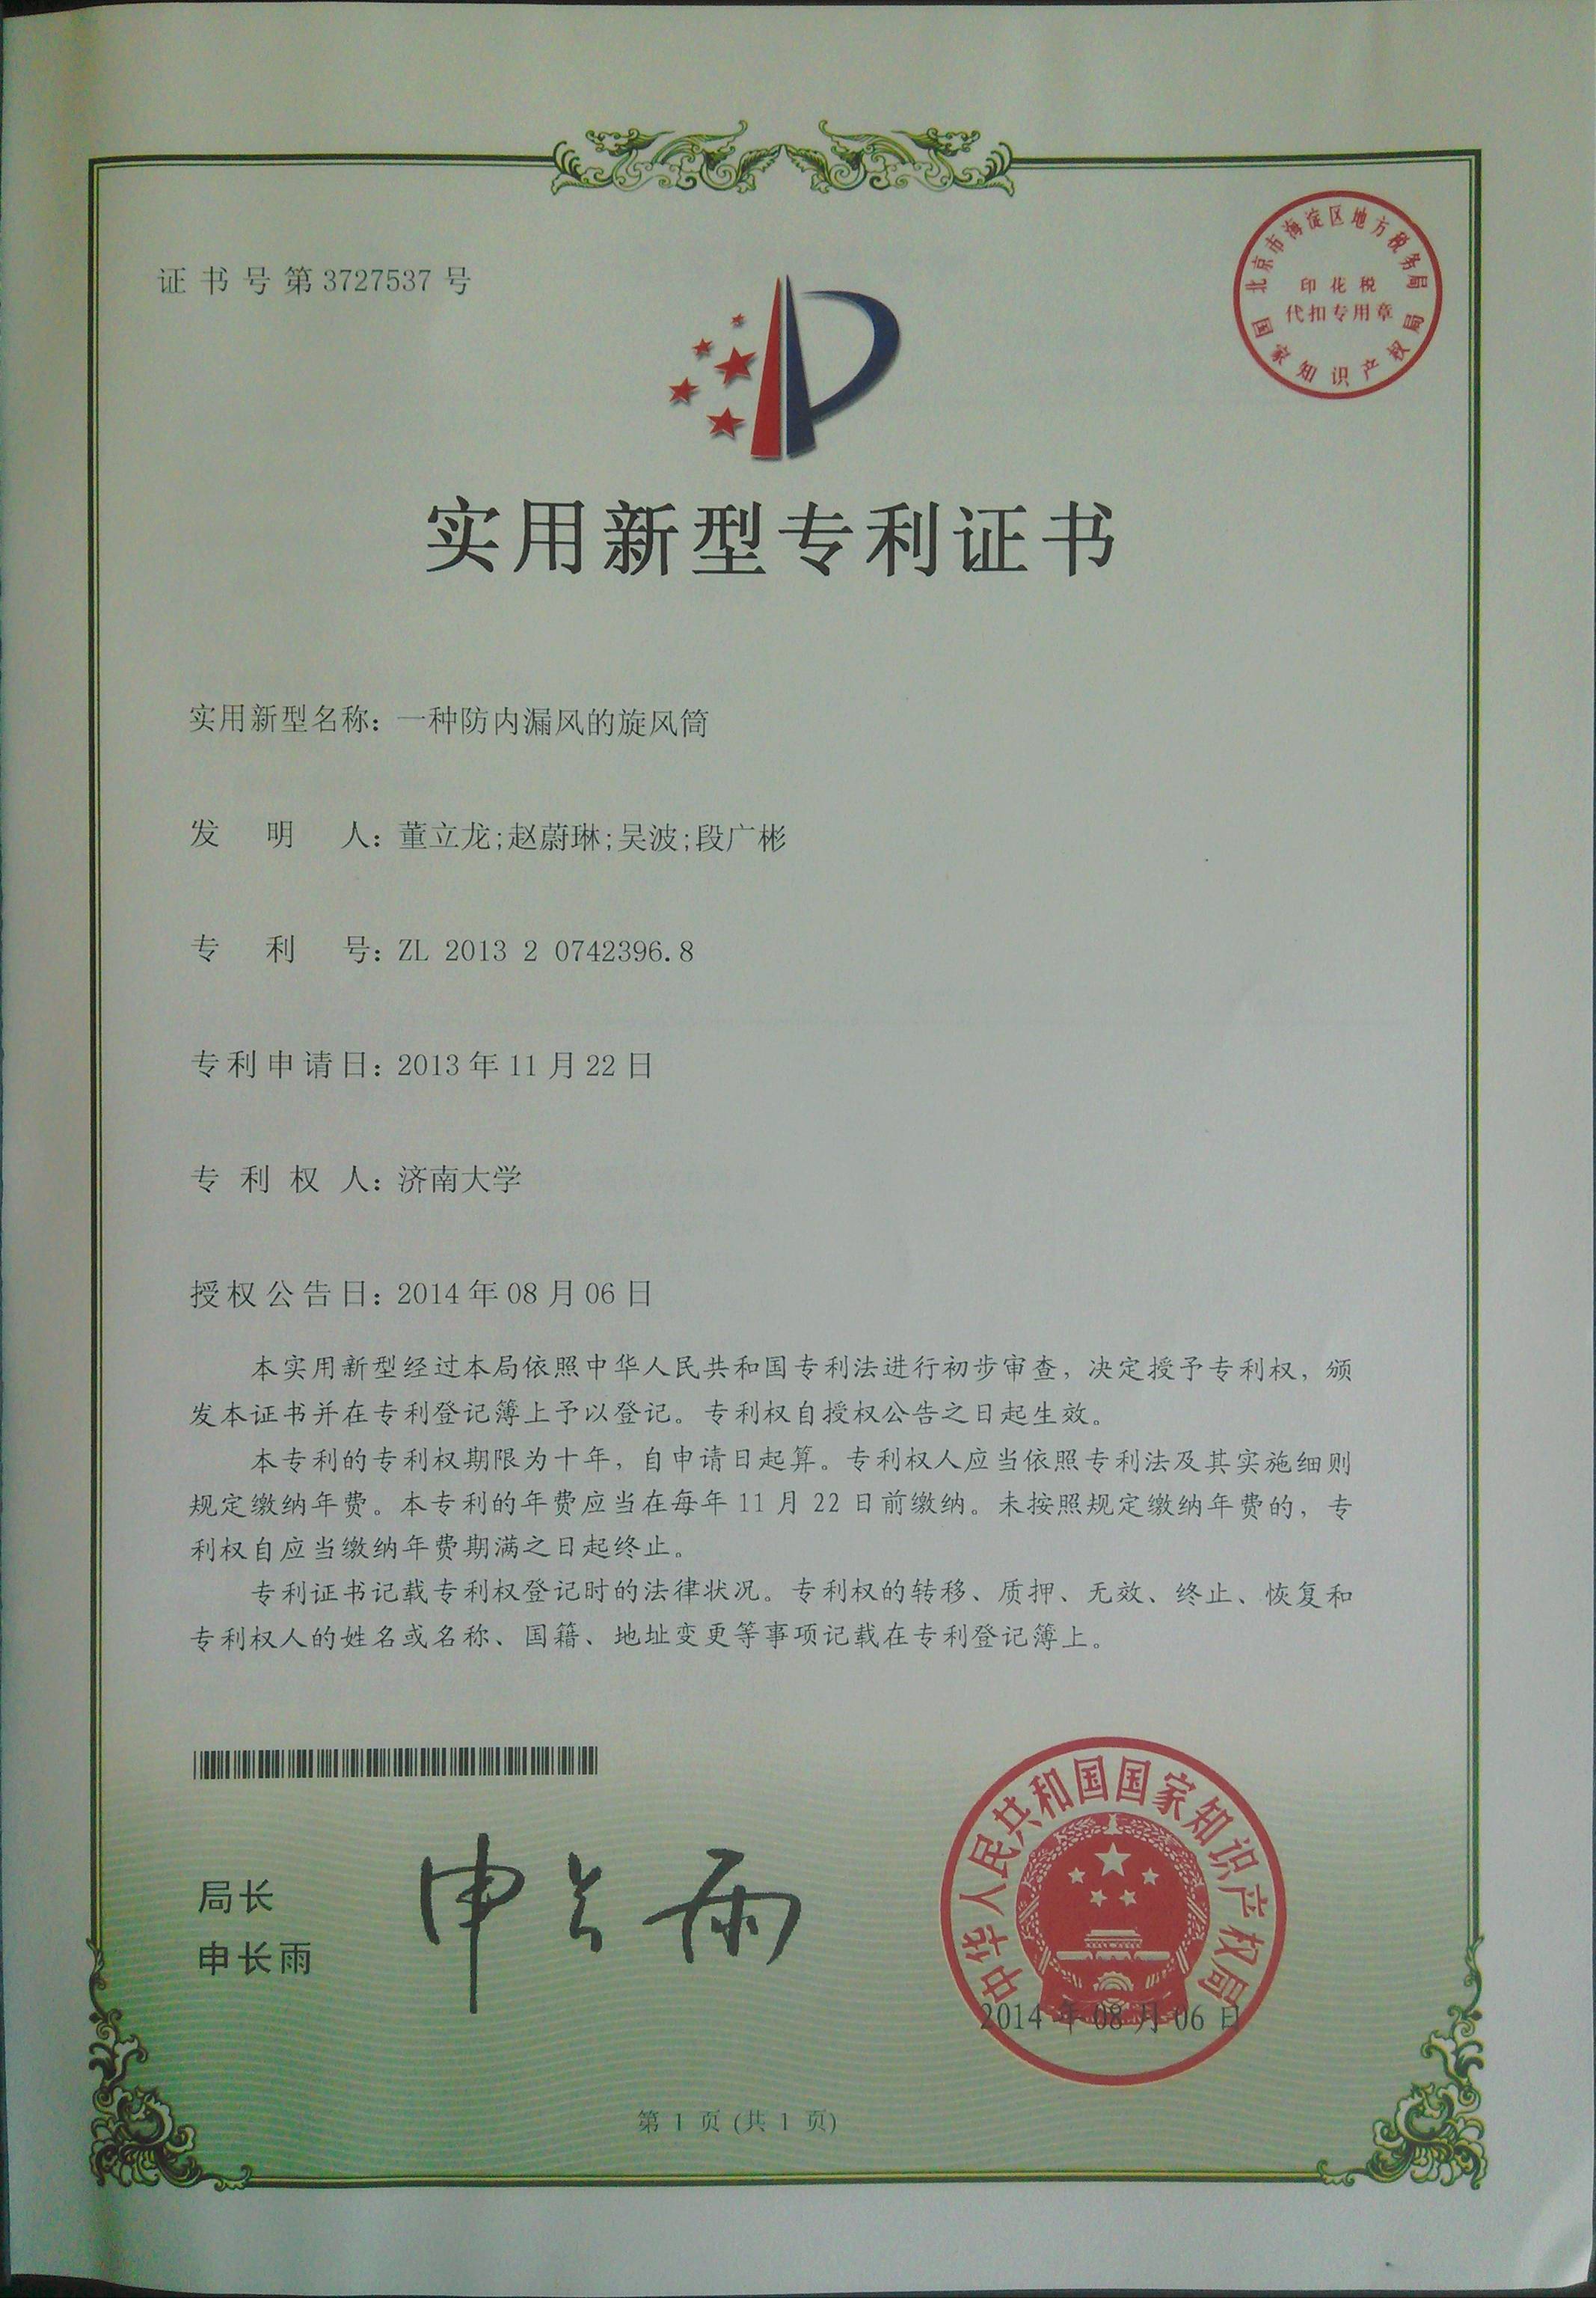 证书号第3727537号
北京市海淀区地方税务局
印花税
代扣专用章
国家知识产权局
实用新型专利证书
实用新型名称：一种防内漏风的旋风筒
发明人：董立龙;赵蔚琳;吴波;段广彬
专利号：ZL 2013 2 0742396.8
专利申请日：2013年11月22日
专利权人：济南大学
授权公告日：2014年08月06日
本实用新型经过本局依照中华人民共和国专利法进行初步审查，决定授予专利权，颁
发本证书并在专利登记簿上予以登记。专利权自授权公告之日起生效。
本专利的专利权期限为十年，自申请日起算。专利权人应当依照专利法及其实施细则
规定缴纳年费。本专利的年费应当在每年11月22日前缴纳。未按照规定缴纳年费的，专
利权自应当缴纳年费期满之日起终止。
专利证书记载专利权登记时的法律状况。专利权的转移、质押、无效、终止、恢复和
专利权人的姓名或名称、国籍、地址变更等事项记载在专利登记簿上。
局长
申长雨
申长雨
中华人民共和国国家知识产权局
2014年08月06日
第1页(共1页)